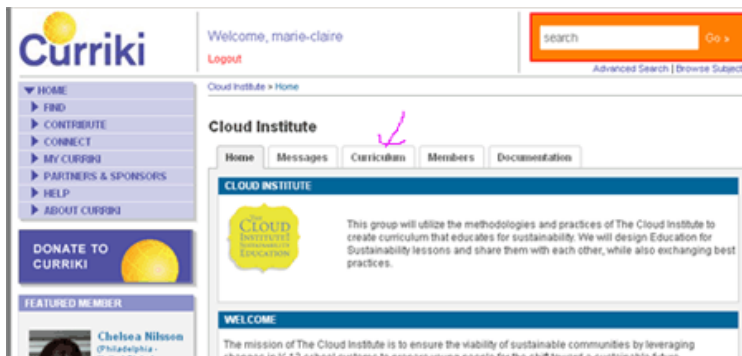 Curriki
Welcome, marie-claire
Logout
search
Go »
Advanced Search | Browse Subject
HOME
FIND
CONTRIBUTE
CONNECT
MY CURRIKI
PARTNERS & SPONSORS
HELP
ABOUT CURRIKI
DONATE TO
CURRIKI
FEATURED MEMBER
Chelsea Nilsson
(Philadelphia -
Cloud Institute > Home
Cloud Institute
Home Messages Curriculum Members Documentation
CLOUD INSTITUTE
THE
CLOUD
INSTITUTE
SUSTAINABILITY
EDUCATION
This group will utilize the methodologies and practices of The Cloud Institute to
create curriculum that educates for sustainability. We will design Education for
Sustainability lessons and share them with each other, while also exchanging best
practices.
WELCOME
The mission of The Cloud Institute is to ensure the viability of sustainable communities by leveraging